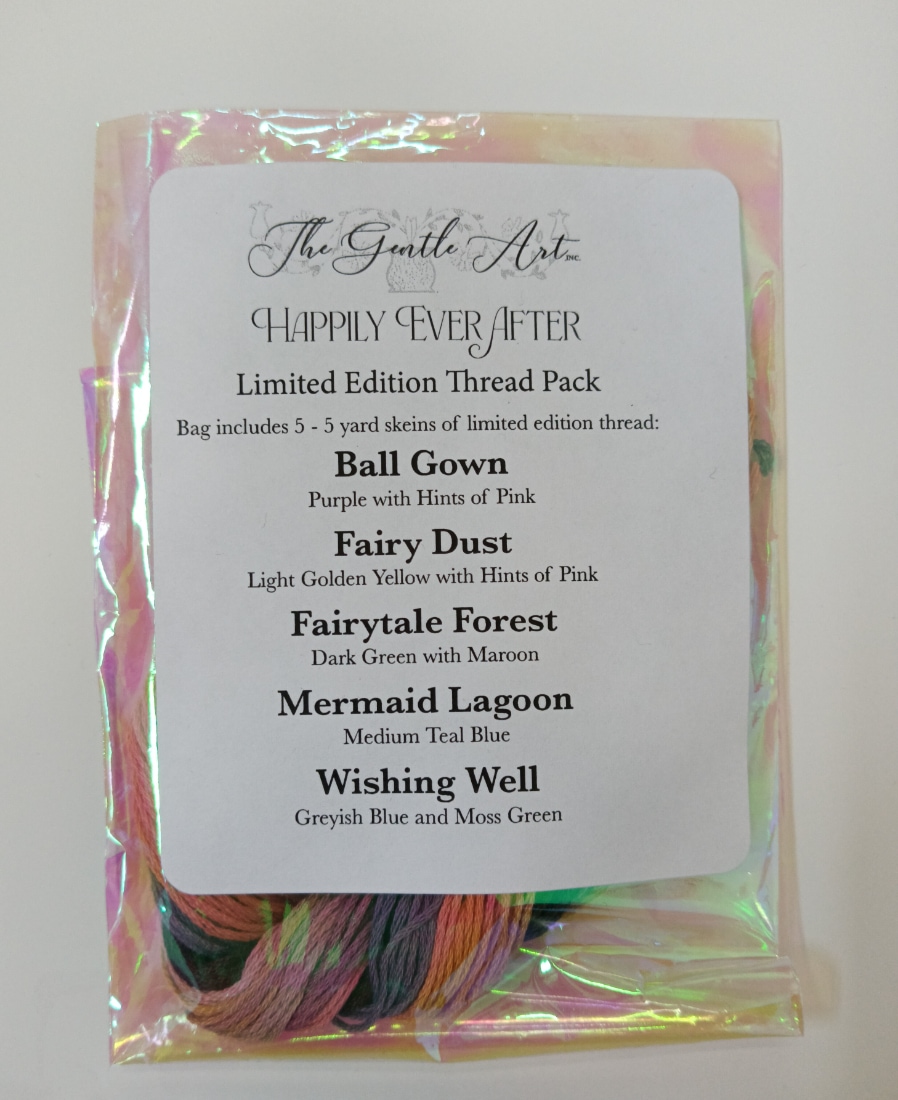 The Gentle Art INC.
Happily Ever After
Limited Edition Thread Pack
Bag includes 5 - 5 yard skeins of limited edition thread:
Ball Gown
Purple with Hints of Pink
Fairy Dust
Light Golden Yellow with Hints of Pink
Fairytale Forest
Dark Green with Maroon
Mermaid Lagoon
Medium Teal Blue
Wishing Well
Greyish Blue and Moss Green